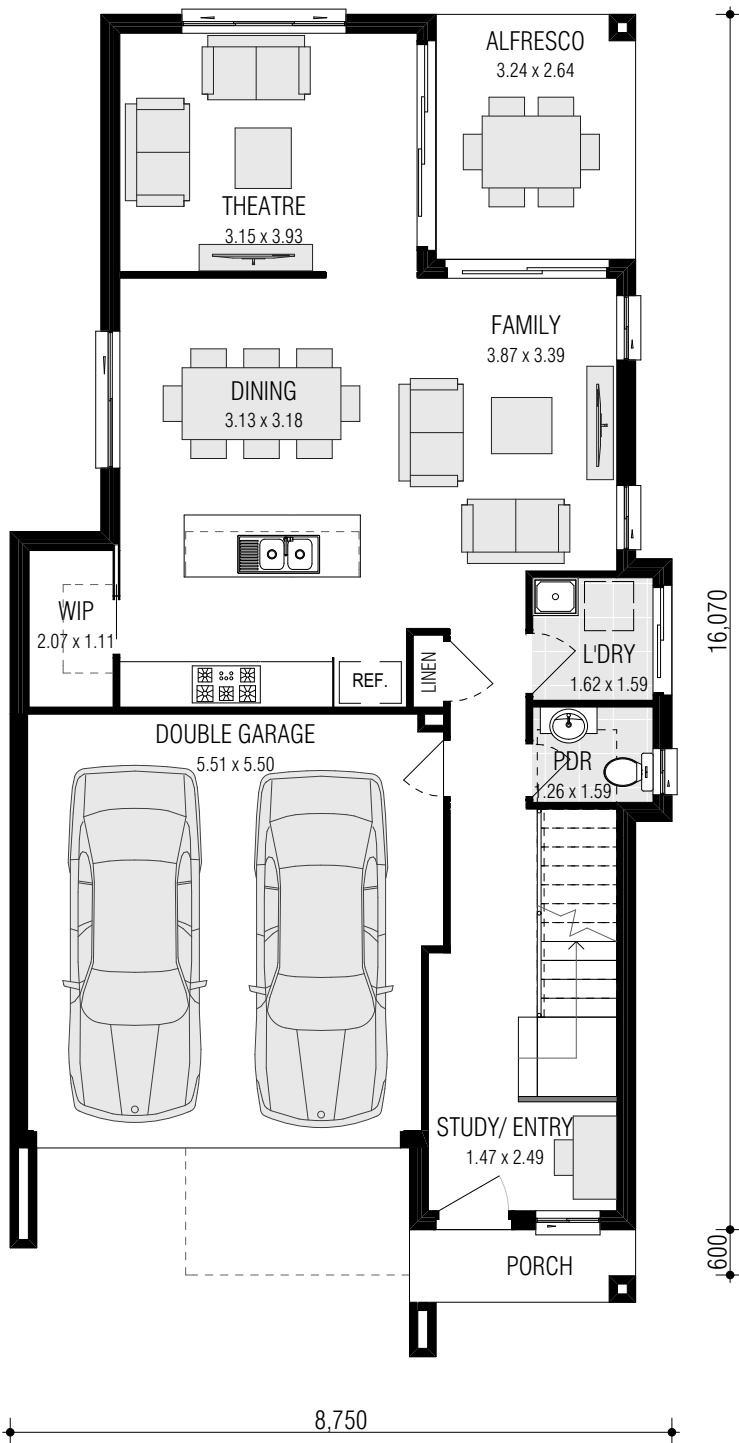 ALFRESCO
3.24 x 2.64
THEATRE
3.15 x 3.93
FAMILY
3.87 x 3.39
DINING
3.13 x 3.18
WIP
2.07 x 1.11
REF.
LINEN
L'DRY
1.62 x 1.59
16,070
DOUBLE GARAGE
5.51 x 5.50
PDR
1.26 x 1.59
STUDY/ ENTRY
1.47 x 2.49
PORCH
600
8,750